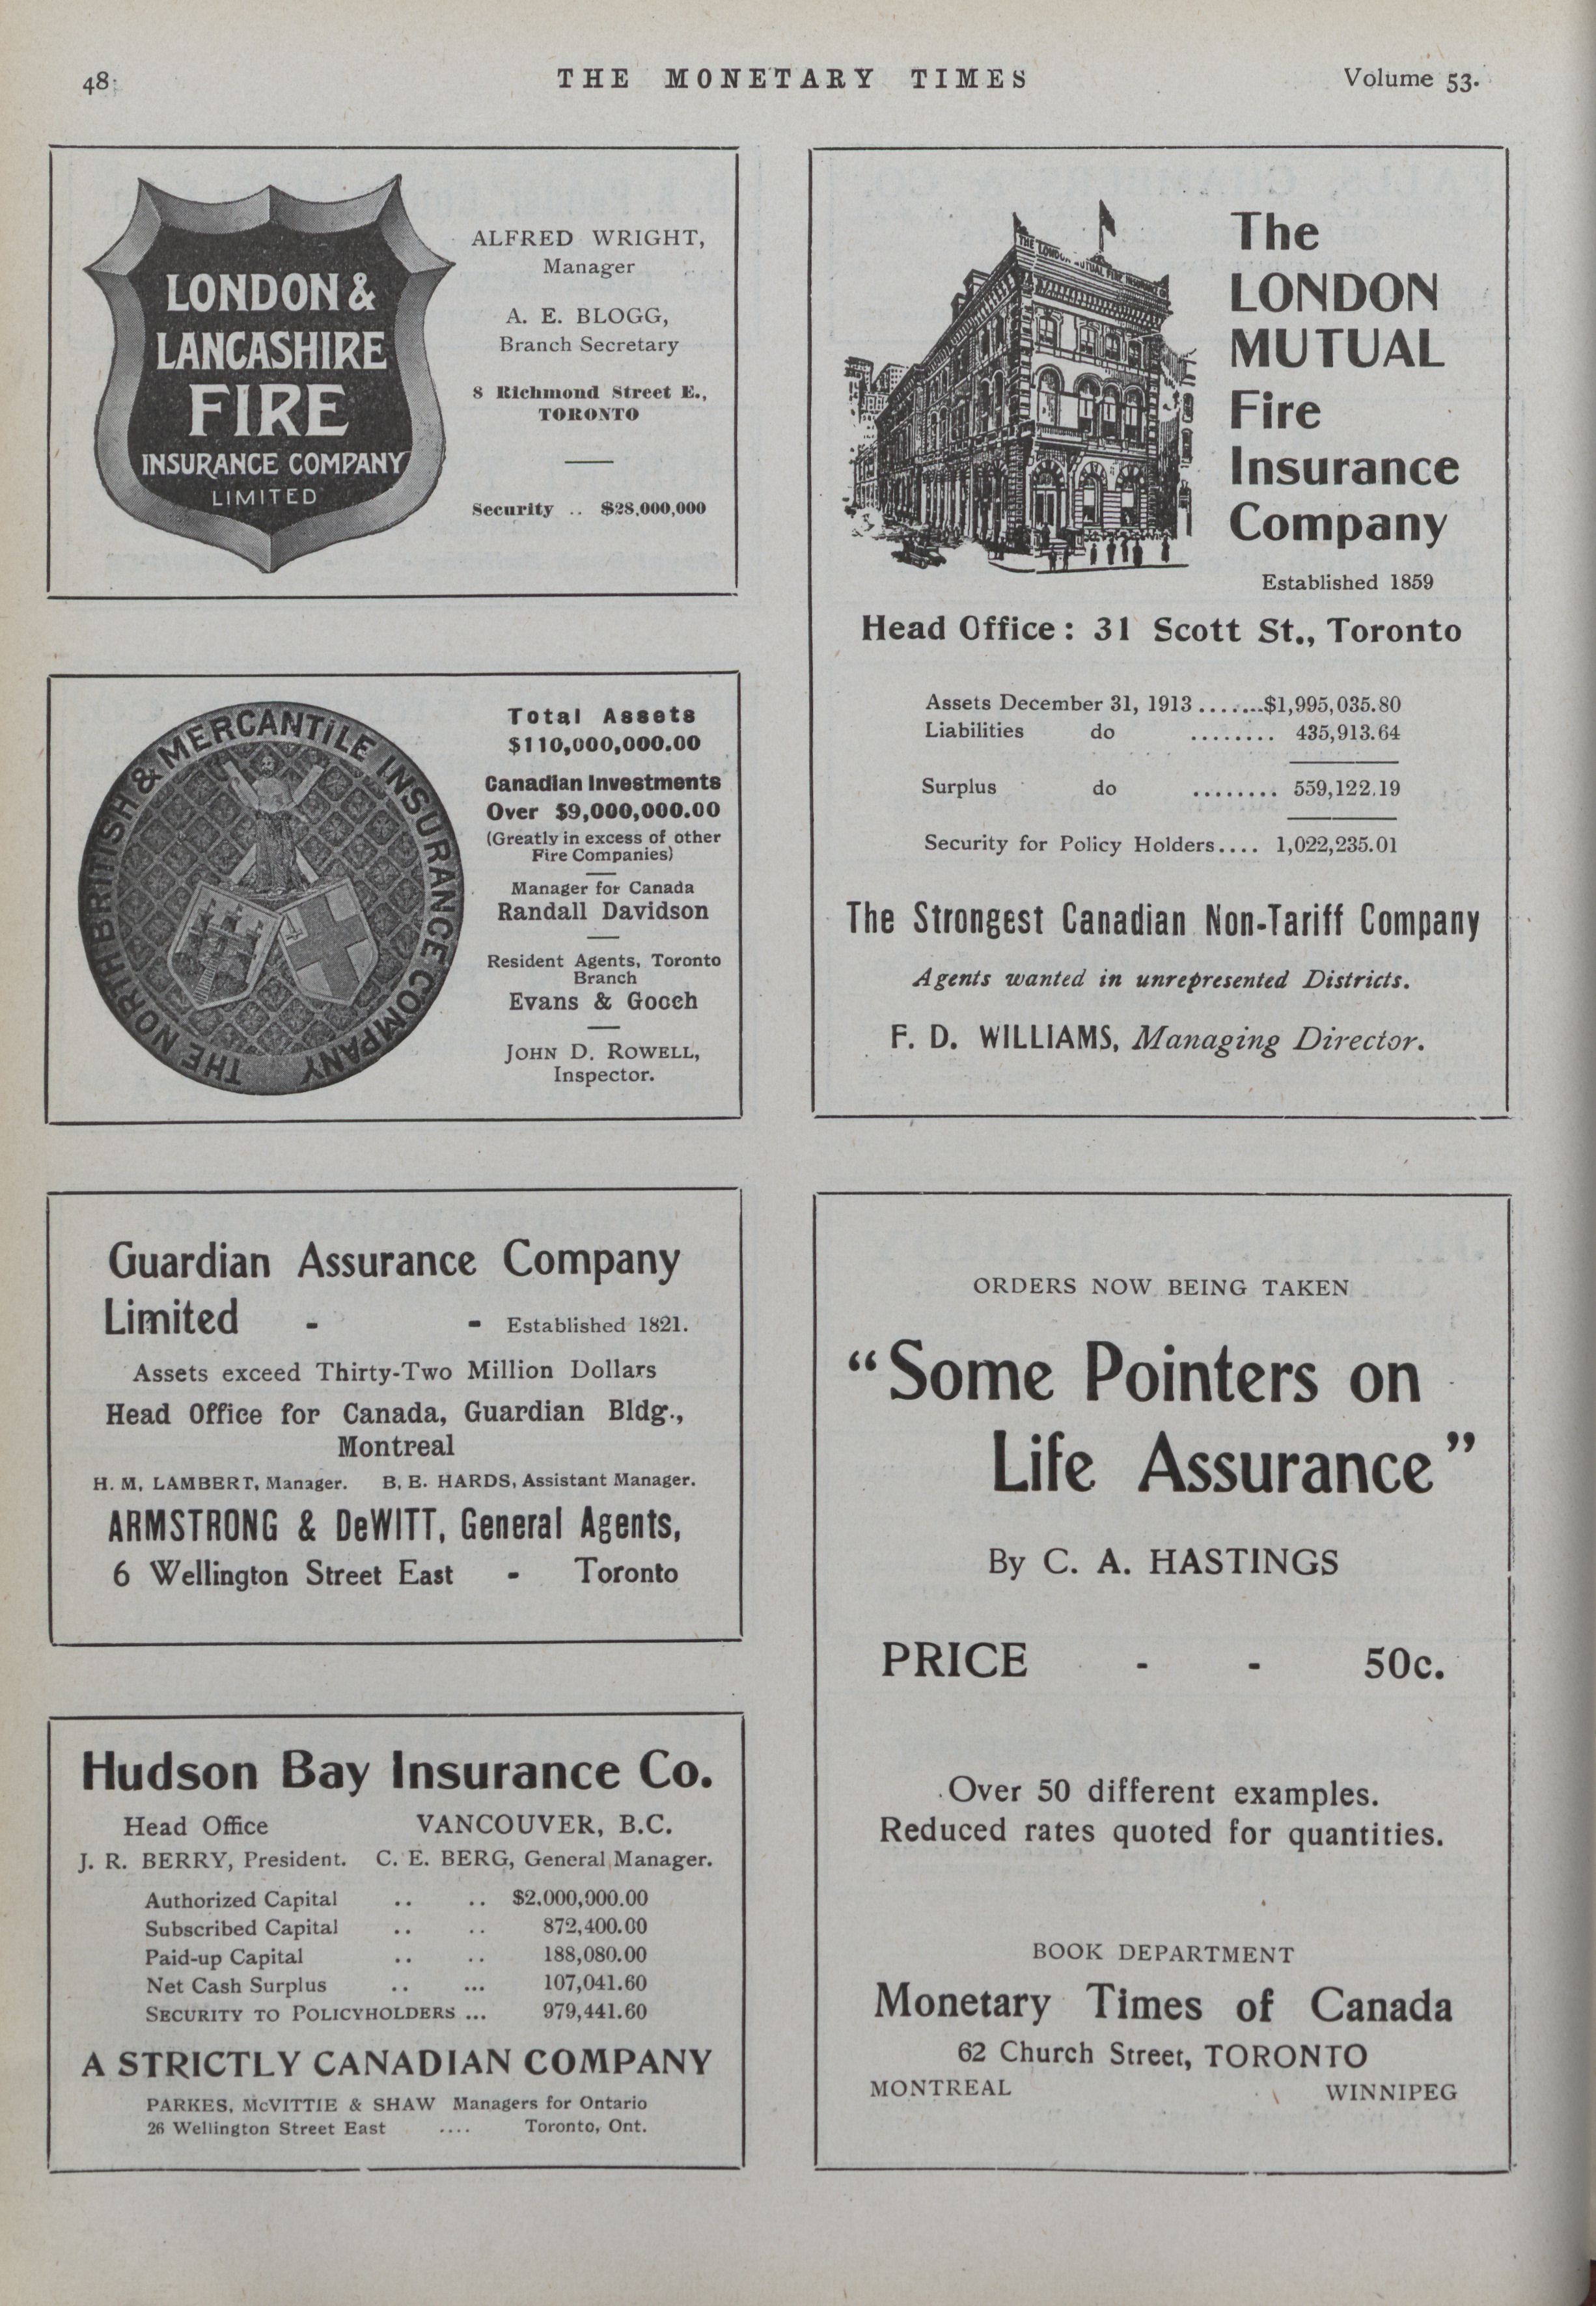 48
THE MONETARY TIMES
Volume 53.
LONDON &
LANCASHIRE
FIRE
INSURANCE COMPANY
LIMITED
ALFRED WRIGHT,
Manager
A. E. BLOGG,
Branch Secretary
8 Richmond Street E.,
TORONTO
Security .. $28,000,000
THE NORTH BRITISH & MERCANTILE INSURANCE COMPANY
Total Assets
$110,000,000.00
Canadian Investments
Over $9,000,000.00
(Greatly in excess of other
Fire Companies)
Manager for Canada
Randall Davidson
Resident Agents, Toronto
Branch
Evans & Gooch
JOHN D. ROWELL,
Inspector.
Guardian Assurance Company
Limited - - Established 1821.
Assets exceed Thirty-Two Million Dollars
Head Office for Canada, Guardian Bldg.,
Montreal
H. M. LAMBERT, Manager. B. E. HARDS, Assistant Manager.
ARMSTRONG & DeWITT, General Agents,
6 Wellington Street East - Toronto
Hudson Bay Insurance Co.
Head Office VANCOUVER, B.C.
J. R. BERRY, President. C. E. BERG, General Manager.
Authorized Capital .. .. $2,000,000.00
Subscribed Capital .. .. 872,400.00
Paid-up Capital .. .. 188,080.00
Net Cash Surplus .. ... 107,041.60
SECURITY TO POLICYHOLDERS ... 979,441.60
A STRICTLY CANADIAN COMPANY
PARKES, McVITTIE & SHAW Managers for Ontario
26 Wellington Street East .... Toronto, Ont.
THE LONDON MUTUAL FIRE INSURANCE
The
LONDON
MUTUAL
Fire
Insurance
Company
Established 1859
Head Office: 31 Scott St., Toronto
Assets December 31, 1913 ........$1,995,035.80
Liabilities do ........ 435,913.64
Surplus do ........ 559,122.19
Security for Policy Holders.... 1,022,235.01
The Strongest Canadian Non-Tariff Company
Agents wanted in unrepresented Districts.
F. D. WILLIAMS, Managing Director.
ORDERS NOW BEING TAKEN
“Some Pointers on
Life Assurance”
By C. A. HASTINGS
PRICE - - 50c.
Over 50 different examples.
Reduced rates quoted for quantities.
BOOK DEPARTMENT
Monetary Times of Canada
62 Church Street, TORONTO
MONTREAL WINNIPEG